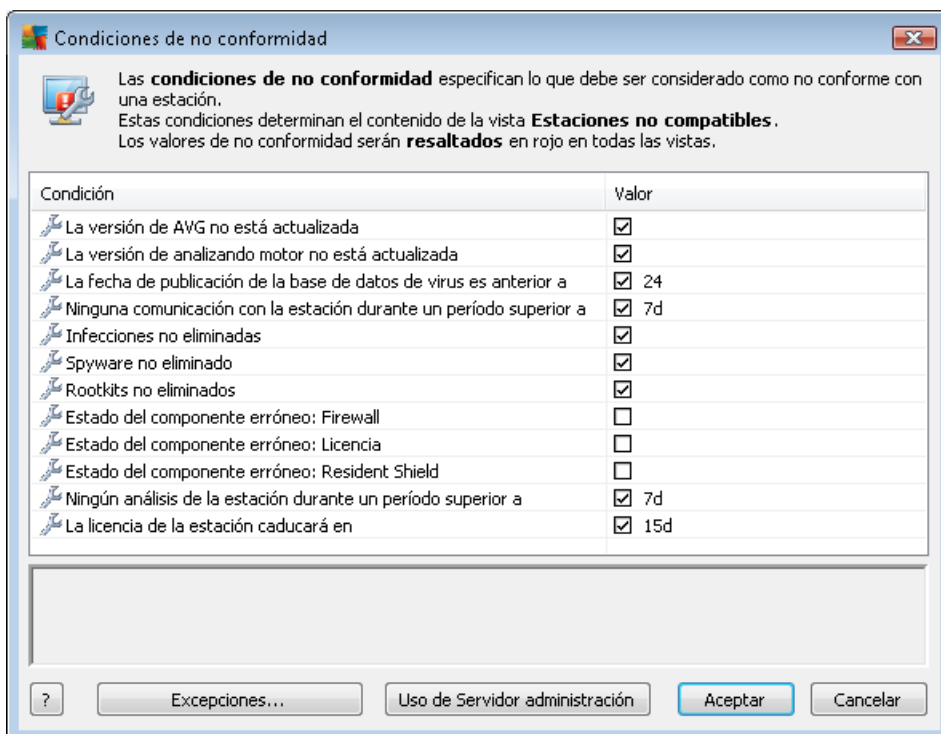 Condiciones de no conformidad
Las condiciones de no conformidad especifican lo que debe ser considerado como no conforme con
una estación.
Estas condiciones determinan el contenido de la vista Estaciones no compatibles.
Los valores de no conformidad serán resaltados en rojo en todas las vistas.
Condición Valor
La versión de AVG no está actualizada
La versión de analizando motor no está actualizada
La fecha de publicación de la base de datos de virus es anterior a 24
Ninguna comunicación con la estación durante un período superior a 7d
Infecciones no eliminadas
Spyware no eliminado
Rootkits no eliminados
Estado del componente erróneo: Firewall
Estado del componente erróneo: Licencia
Estado del componente erróneo: Resident Shield
Ningún análisis de la estación durante un período superior a 7d
La licencia de la estación caducará en 15d
? Excepciones... Uso de Servidor administración Aceptar Cancelar